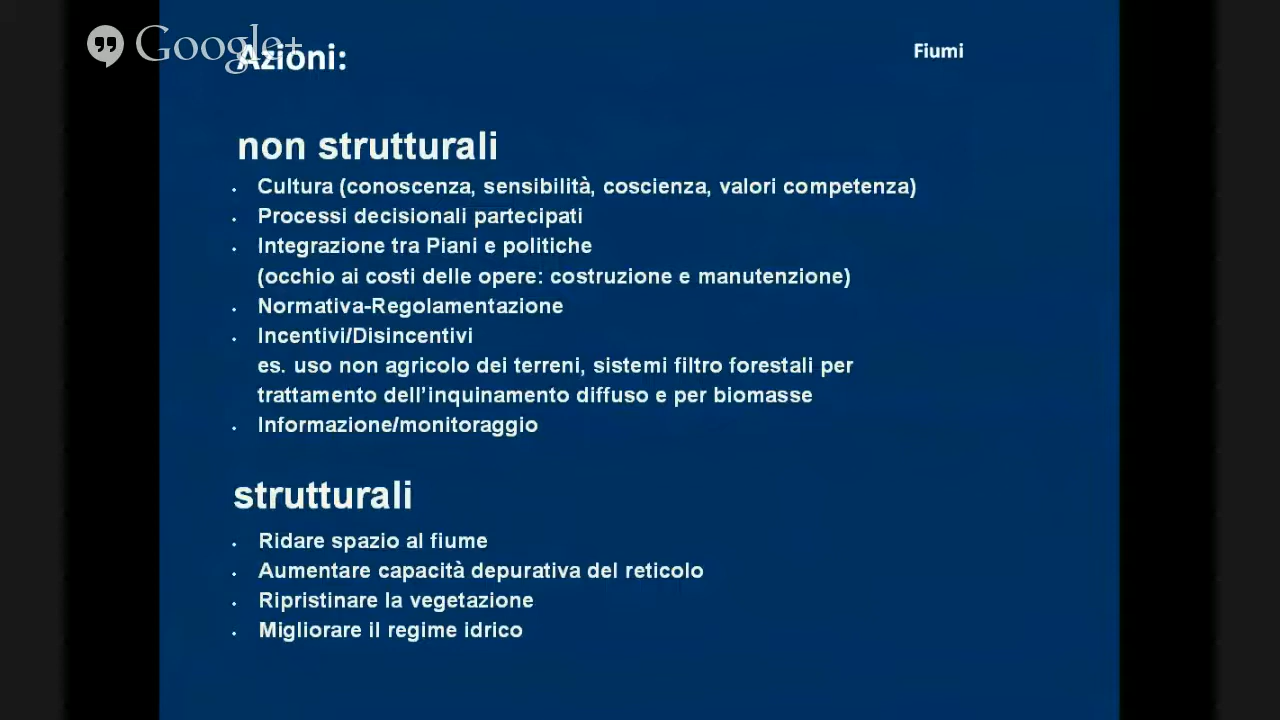 Google+
Azioni:
Fiumi
non strutturali
• Cultura (conoscenza, sensibilità, coscienza, valori competenza)
• Processi decisionali partecipati
• Integrazione tra Piani e politiche
(occhio ai costi delle opere: costruzione e manutenzione)
• Normativa-Regolamentazione
• Incentivi/Disincentivi
es. uso non agricolo dei terreni, sistemi filtro forestali per
trattamento dell’inquinamento diffuso e per biomasse
• Informazione/monitoraggio
strutturali
• Ridare spazio al fiume
• Aumentare capacità depurativa del reticolo
• Ripristinare la vegetazione
• Migliorare il regime idrico